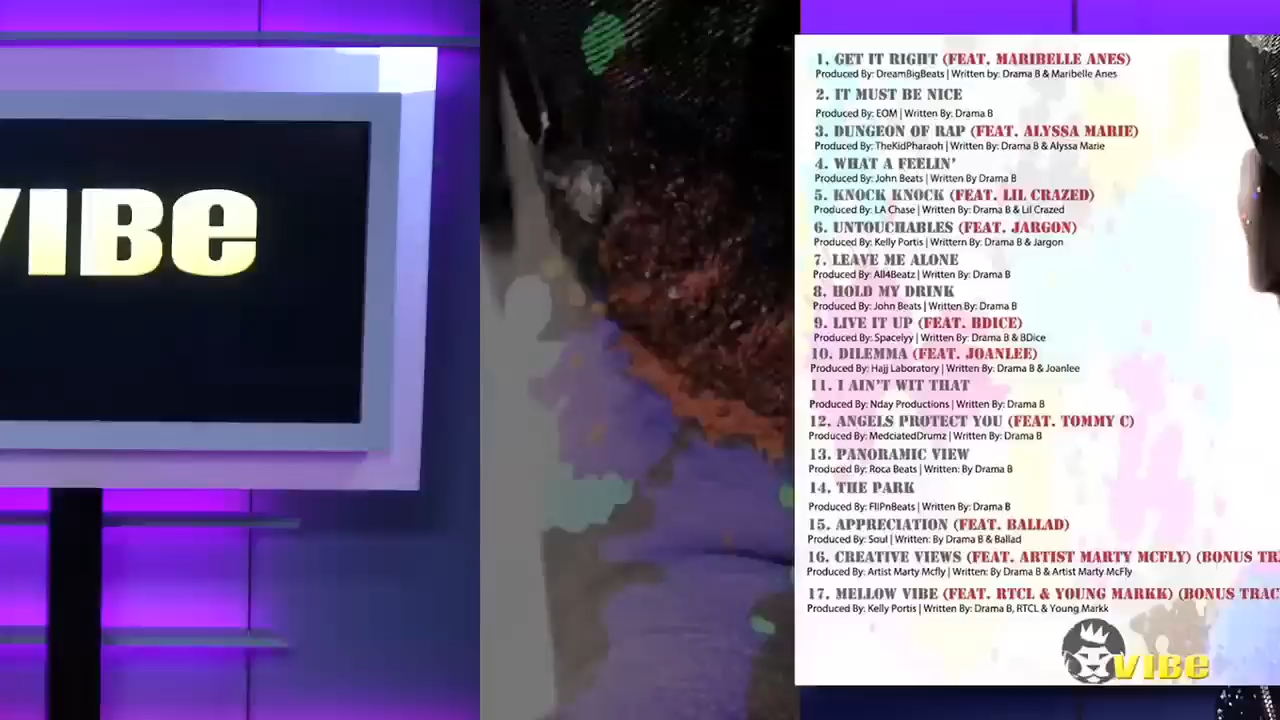 VIBe
1. GET IT RIGHT (FEAT. MARIBELLE ANES)
Produced By: DreamBigBeats | Written by: Drama B & Maribelle Anes
2. IT MUST BE NICE
Produced By: EOM | Written By: Drama B
3. DUNGEON OF RAP (FEAT. ALYSSA MARIE)
Produced By: TheKidPharaoh | Written By: Drama B & Alyssa Marie
4. WHAT A FEELIN'
Produced By: John Beats | Written By Drama B
5. KNOCK KNOCK (FEAT. LIL CRAZED)
Produced By: LA Chase | Written By: Drama B & Lil Crazed
6. UNTOUCHABLES (FEAT. JARGON)
Produced By: Kelly Portis | Writtern By: Drama B & Jargon
7. LEAVE ME ALONE
Produced By: All4Beatz | Written By: Drama B
8. HOLD MY DRINK
Produced By: John Beats | Written By: Drama B
9. LIVE IT UP (FEAT. BDICE)
Produced By: Spacelyy | Written By: Drama B & BDice
10. DILEMMA (FEAT. JOANLEE)
Produced By: Hajj Laboratory | Written By: Drama B & Joanlee
11. I AIN'T WIT THAT
Produced By: Nday Productions | Written By: Drama B
12. ANGELS PROTECT YOU (FEAT. TOMMY C)
Produced By: MedciatedDrumz | Written By: Drama B
13. PANORAMIC VIEW
Produced By: Roca Beats | Written: By Drama B
14. THE PARK
Produced By: FlipnBeats | Written By: Drama B
15. APPRECIATION (FEAT. BALLAD)
Produced By: Soul | Written: By Drama B & Ballad
16. CREATIVE VIEWS (FEAT. ARTIST MARTY MCFLY) (BONUS TRA
Produced By: Artist Marty Mcfly | Written: By Drama B & Artist Marty McFly
17. MELLOW VIBE (FEAT. RTCL & YOUNG MARKK) (BONUS TRAC
Produced By: Kelly Portis | Written By: Drama B, RTCL & Young Markk
VIBe